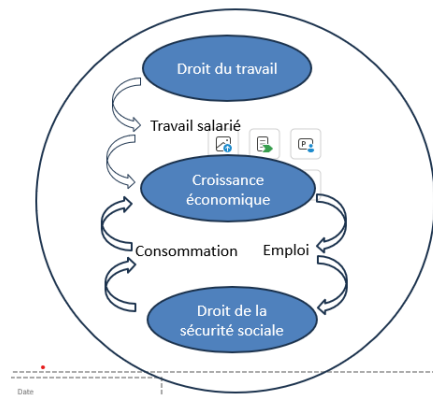 Droit du travail
Travail salarié
P
Croissance
économique
Consommation
Emploi
Droit de la
sécurité sociale
Date